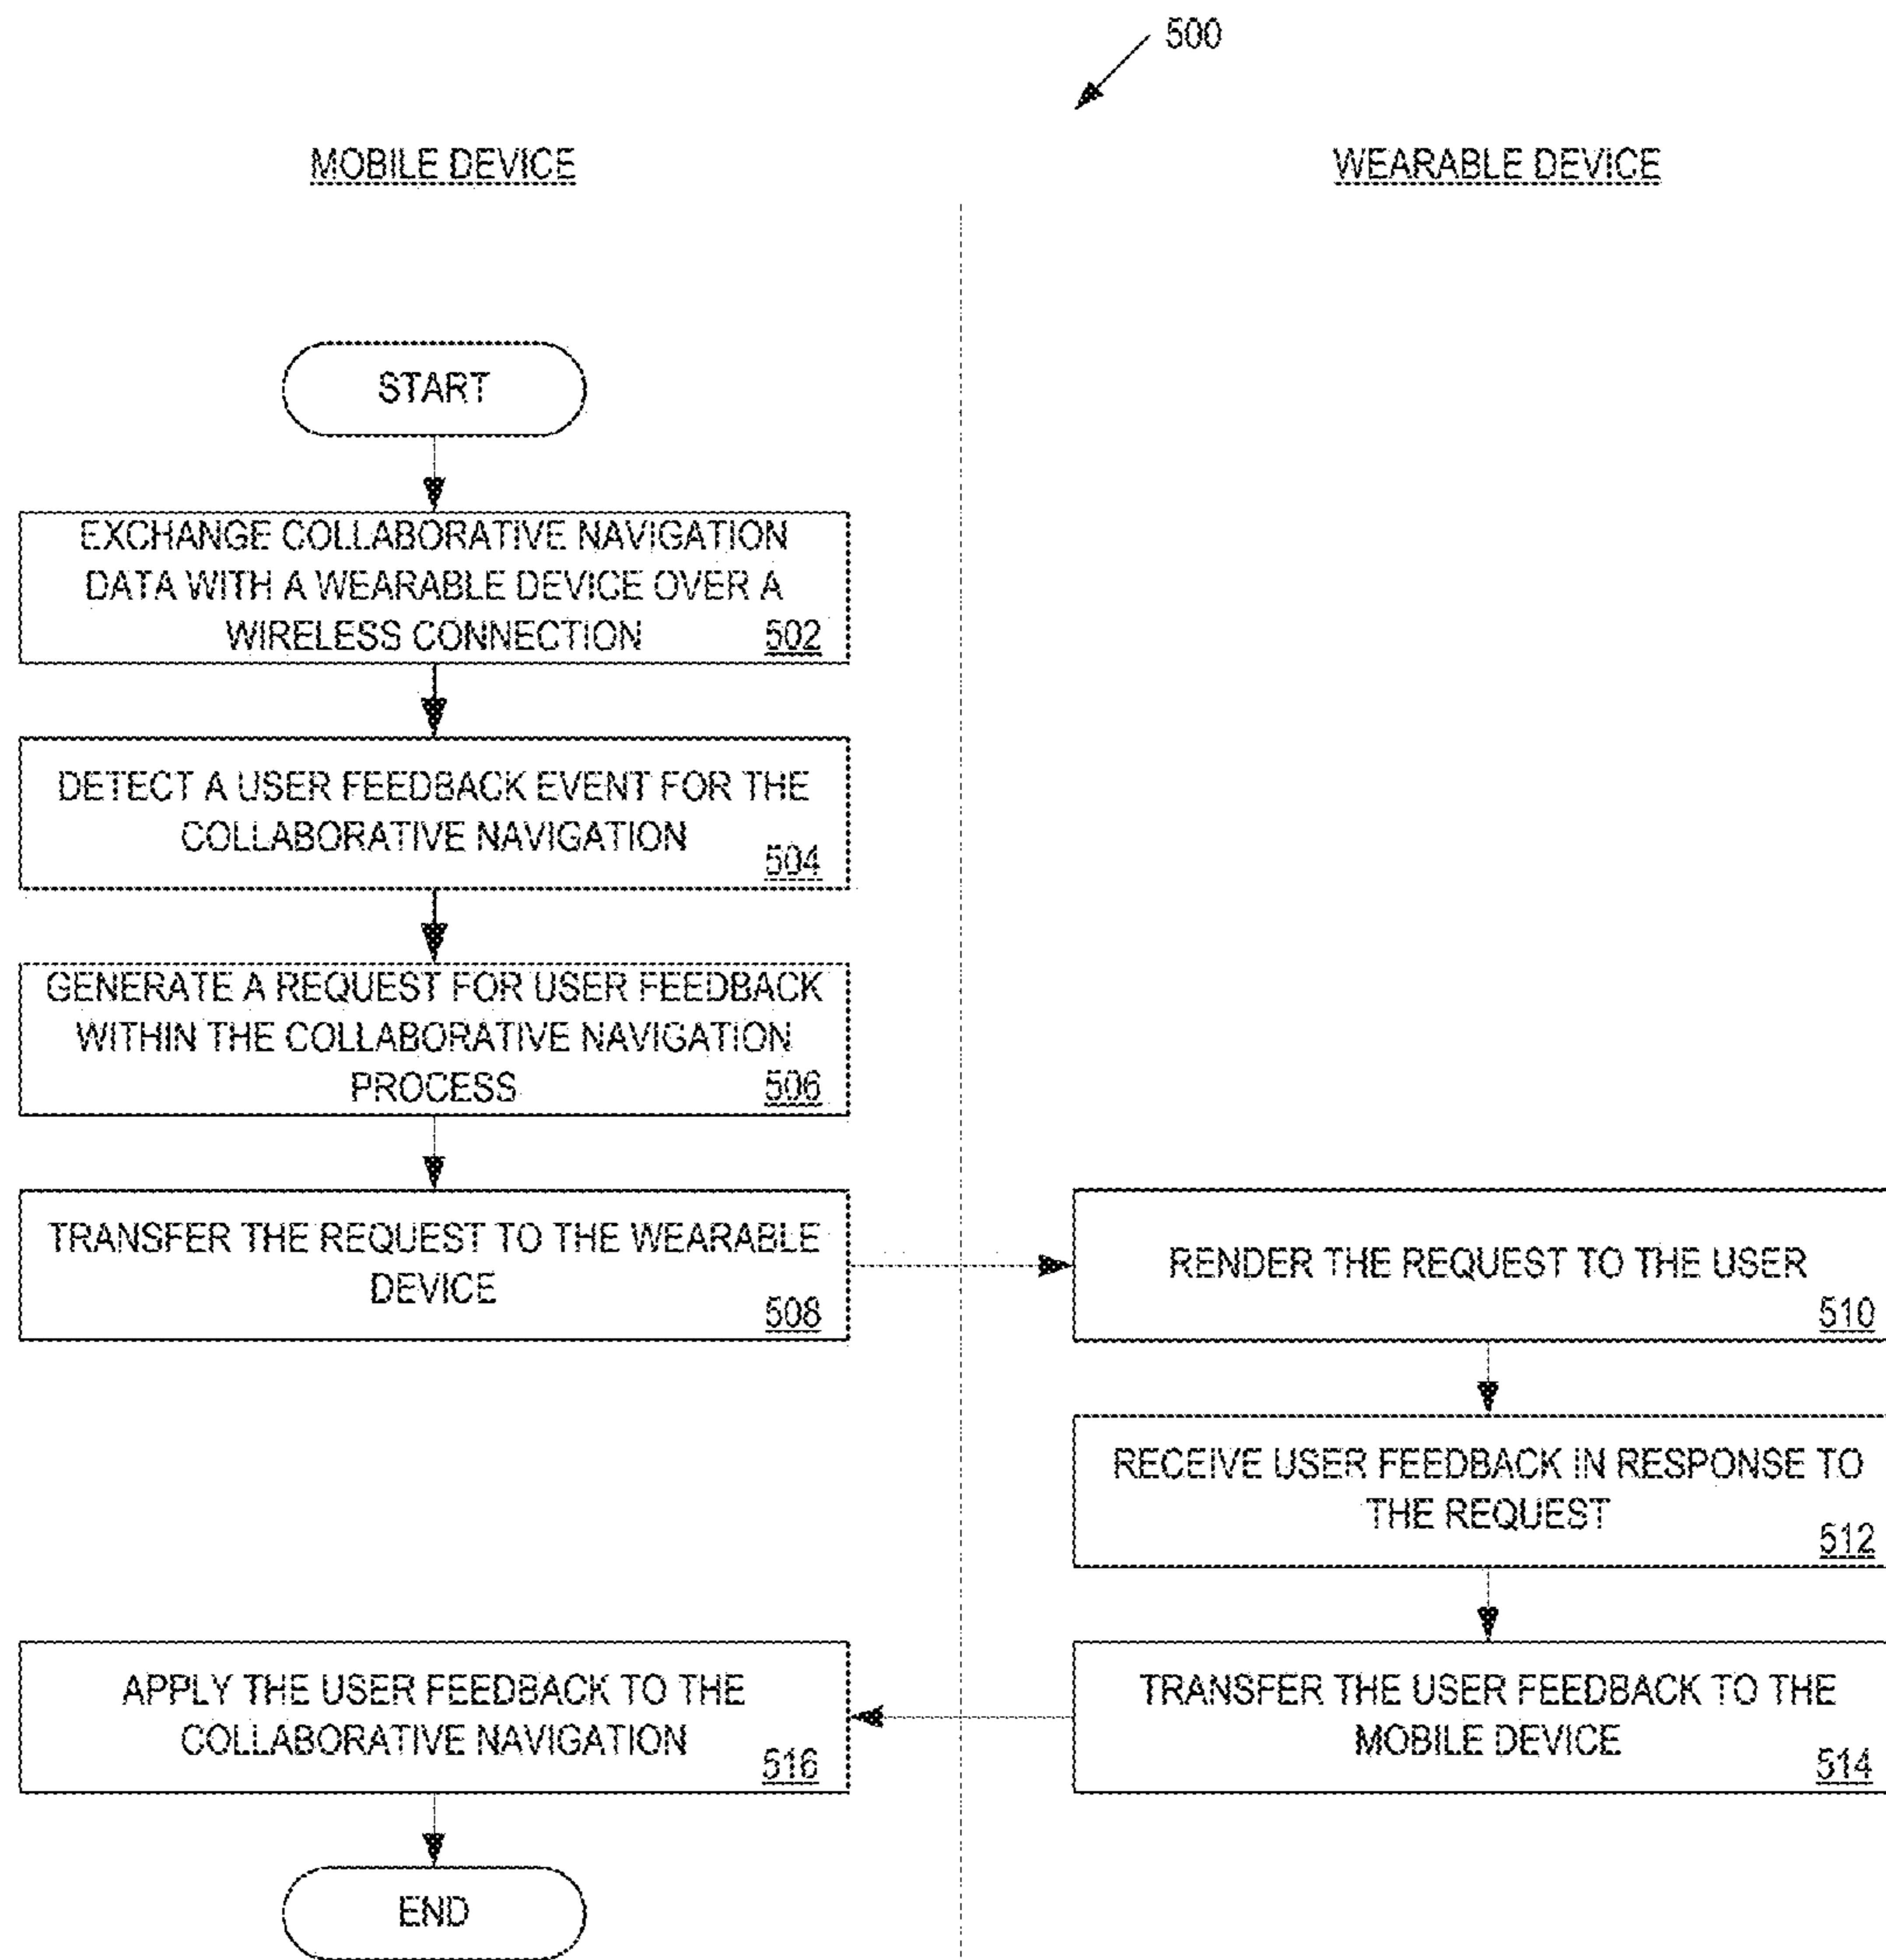 500
MOBILE DEVICE
WEARABLE DEVICE
START
EXCHANGE COLLABORATIVE NAVIGATION
DATA WITH A WEARABLE DEVICE OVER A
WIRELESS CONNECTION 502
DETECT A USER FEEDBACK EVENT FOR THE
COLLABORATIVE NAVIGATION
504
GENERATE A REQUEST FOR USER FEEDBACK
WITHIN THE COLLABORATIVE NAVIGATION
PROCESS 506
TRANSFER THE REQUEST TO THE WEARABLE
DEVICE
508
RENDER THE REQUEST TO THE USER
510
RECEIVE USER FEEDBACK IN RESPONSE TO
THE REQUEST
512
TRANSFER THE USER FEEDBACK TO THE
MOBILE DEVICE
514
APPLY THE USER FEEDBACK TO THE
COLLABORATIVE NAVIGATION
516
END